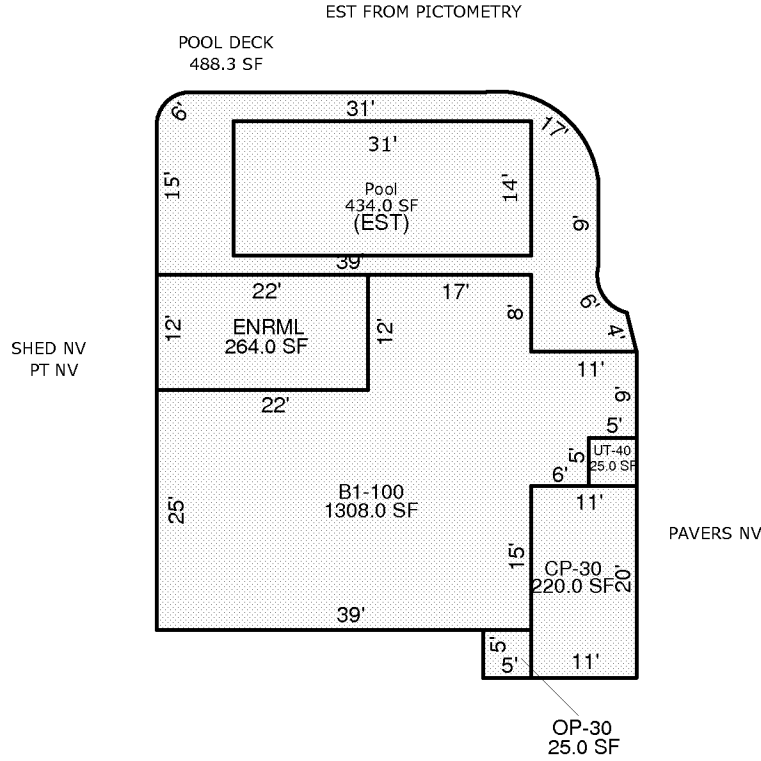 EST FROM PICTOMETRY
POOL DECK
488.3 SF
6'
31'
17'
31'
15'
14'
Pool
434.0 SF
(EST)
9'
39'
22'
17'
6'
8'
12'
ENRML
264.0 SF
12'
4'
SHED NV
PT NV
11'
22'
9'
5'
5'
UT-40
25.0 SF
6'
B1-100
1308.0 SF
25'
11'
PAVERS NV
15'
CP-30
220.0 SF
20'
39'
5'
5'
11'
OP-30
25.0 SF